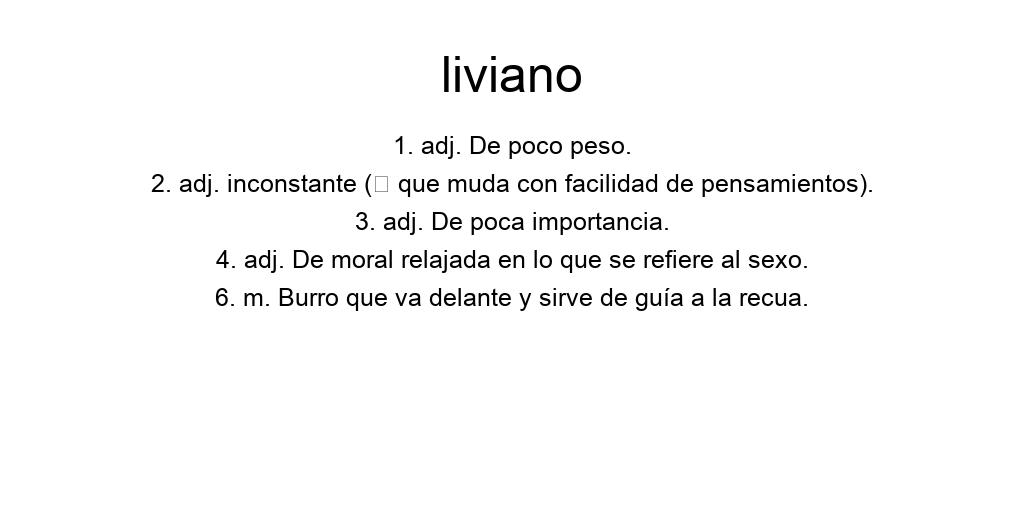 liviano
1. adj. De poco peso.
2. adj. inconstante (▯ que muda con facilidad de pensamientos).
3. adj. De poca importancia.
4. adj. De moral relajada en lo que se refiere al sexo.
6. m. Burro que va delante y sirve de guía a la recua.